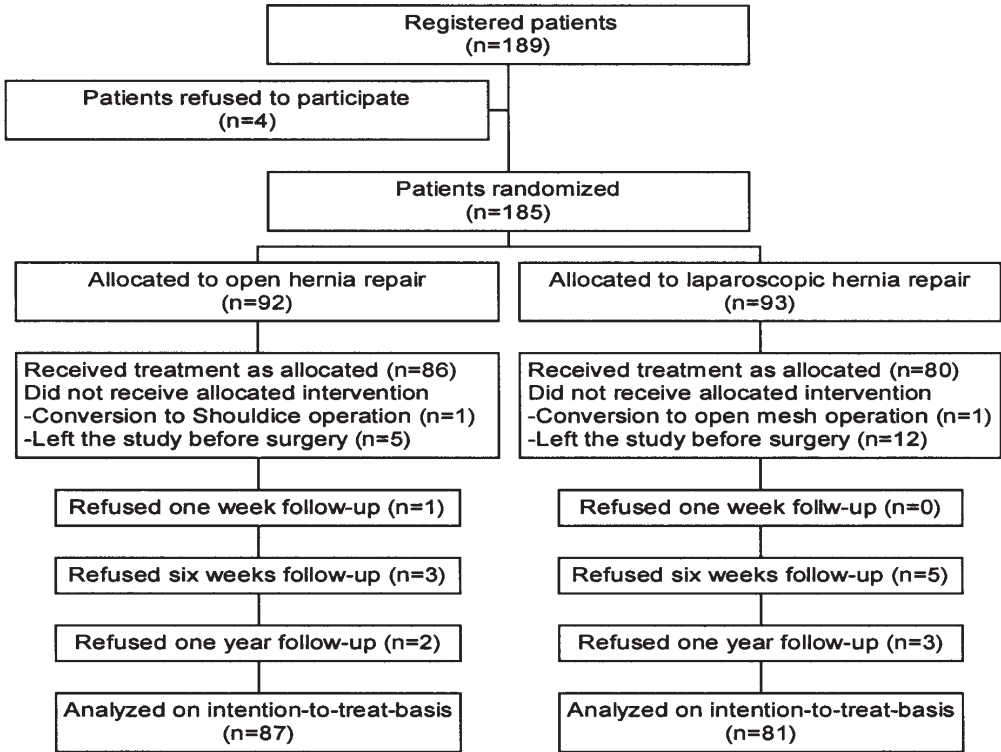 Registered patients
(n=189)
Patients refused to participate
(n=4)
Patients randomized
(n=185)
Allocated to open hernia repair
(n=92)
Allocated to laparoscopic hernia repair
(n=93)
Received treatment as allocated (n=86)
Did not receive allocated intervention
-Conversion to Shouldice operation (n=1)
-Left the study before surgery (n=5)
Received treatment as allocated (n=80)
Did not receive allocated intervention
-Conversion to open mesh operation (n=1)
-Left the study before surgery (n=12)
Refused one week follow-up (n=1)
Refused one week follw-up (n=0)
Refused six weeks follow-up (n=3)
Refused six weeks follow-up (n=5)
Refused one year follow-up (n=2)
Refused one year follow-up (n=3)
Analyzed on intention-to-treat-basis
(n=87)
Analyzed on intention-to-treat-basis
(n=81)